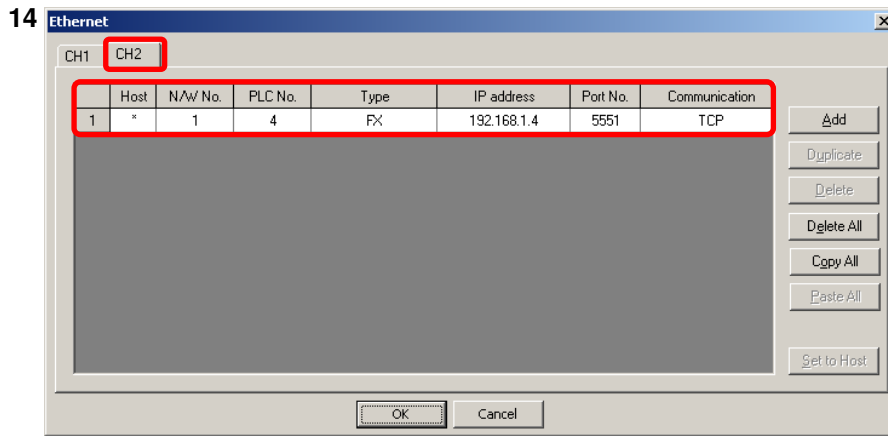 14
Ethernet
CH1 CH2
Host N/W No. PLC No. Type IP address Port No. Communication
1 * 1 4 FX 192.168.1.4 5551 TCP
Add
Duplicate
Delete
Delete All
Copy All
Paste All
Set to Host
OK Cancel